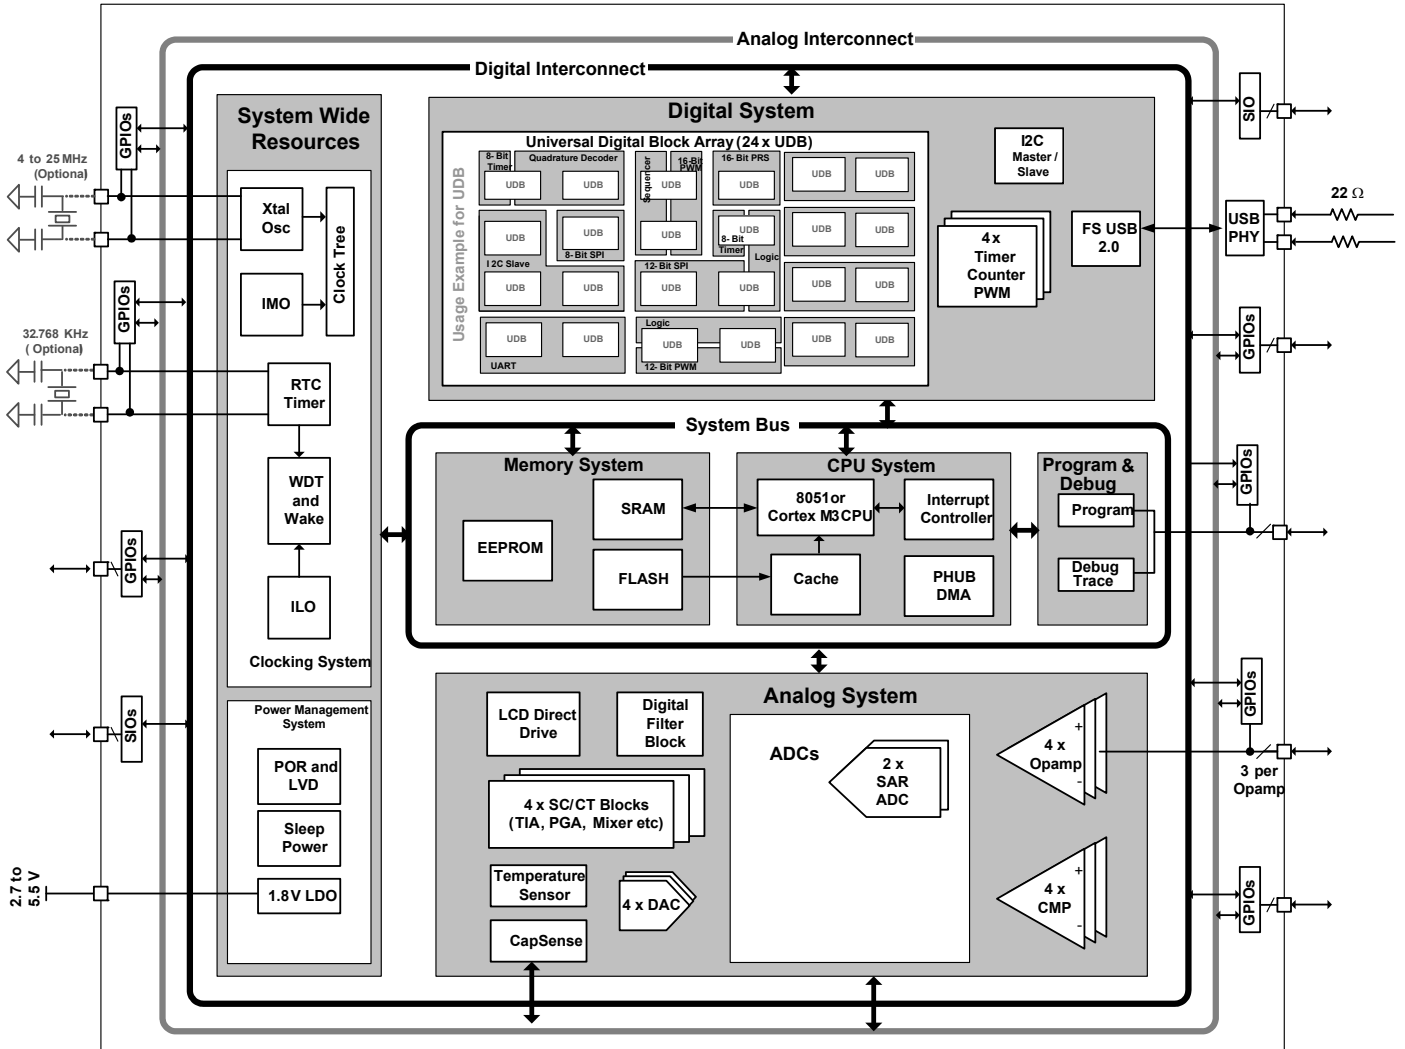 Analog Interconnect
Digital Interconnect
System Wide
Resources
4 to 25 MHz
(Optional)
GPIOs
Xtal
Osc
Clock Tree
IMO
GPIOs
32.768 KHz
( Optional)
RTC
Timer
WDT
and
Wake
ILO
Clocking System
GPIOs
SIOs
Power Management
System
POR and
LVD
Sleep
Power
1.8V LDO
2.7 to
5.5 V
Digital System
Universal Digital Block Array (24 x UDB)
Usage Example for UDB
8- Bit
Timer
Quadrature Decoder
Sequencer
16-Bit
PWM
16- Bit PRS
UDB
UDB
UDB
UDB
UDB
UDB
UDB
UDB
UDB
UDB
8- Bit
Timer
UDB
UDB
I 2C Slave
8- Bit SPI
12- Bit SPI
Logic
UDB
UDB
UDB
UDB
UDB
UDB
Logic
UDB
UDB
UDB
UDB
UDB
UDB
UART
12- Bit PWM
I2C
Master /
Slave
4 x
Timer
Counter
PWM
FS USB
2.0
SIO
22 Ω
USB
PHY
GPIOs
System Bus
Memory System
EEPROM
SRAM
FLASH
CPU System
8051or
Cortex M3CPU
Interrupt
Controller
Cache
PHUB
DMA
Program &
Debug
Program
Debug
Trace
GPIOs
Analog System
LCD Direct
Drive
Digital
Filter
Block
4 x SC/CT Blocks
(TIA, PGA, Mixer etc)
Temperature
Sensor
4 x DAC
CapSense
ADCs
2 x
SAR
ADC
+
4 x
Opamp
-
+
4 x
CMP
-
GPIOs
3 per
Opamp
GPIOs